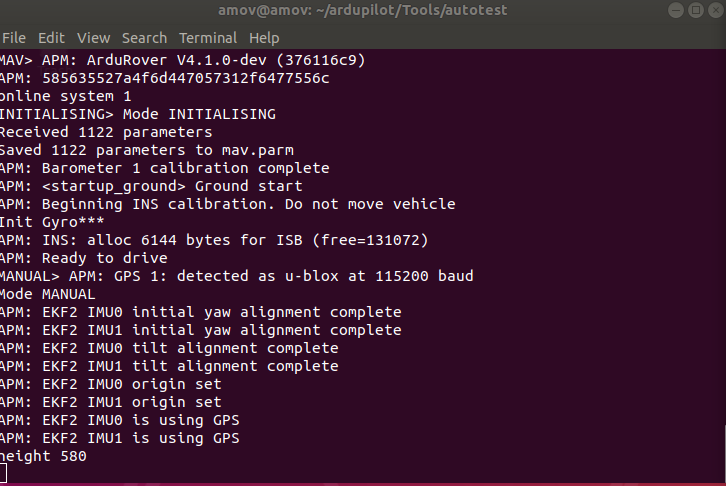 amov@amov: ~/ardupilot/Tools/autotest
File Edit View Search Terminal Help
MAV> APM: ArduRover V4.1.0-dev (376116c9)
APM: 585635527a4f6d447057312f6477556c
online system 1
INITIALISING> Mode INITIALISING
Received 1122 parameters
Saved 1122 parameters to mav.parm
APM: Barometer 1 calibration complete
APM: <startup_ground> Ground start
APM: Beginning INS calibration. Do not move vehicle
Init Gyro***
APM: INS: alloc 6144 bytes for ISB (free=131072)
APM: Ready to drive
MANUAL> APM: GPS 1: detected as u-blox at 115200 baud
Mode MANUAL
APM: EKF2 IMU0 initial yaw alignment complete
APM: EKF2 IMU1 initial yaw alignment complete
APM: EKF2 IMU0 tilt alignment complete
APM: EKF2 IMU1 tilt alignment complete
APM: EKF2 IMU0 origin set
APM: EKF2 IMU1 origin set
APM: EKF2 IMU0 is using GPS
APM: EKF2 IMU1 is using GPS
height 580